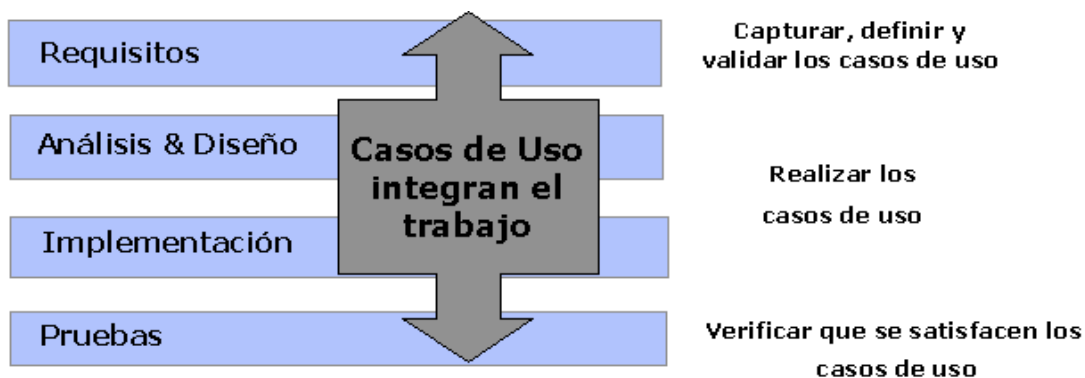 Requisitos
Capturar, definir y
validar los casos de uso
Análisis & Diseño
Casos de Uso
integran el
trabajo
Realizar los
casos de uso
Implementación
Pruebas
Verificar que se satisfacen los
casos de uso